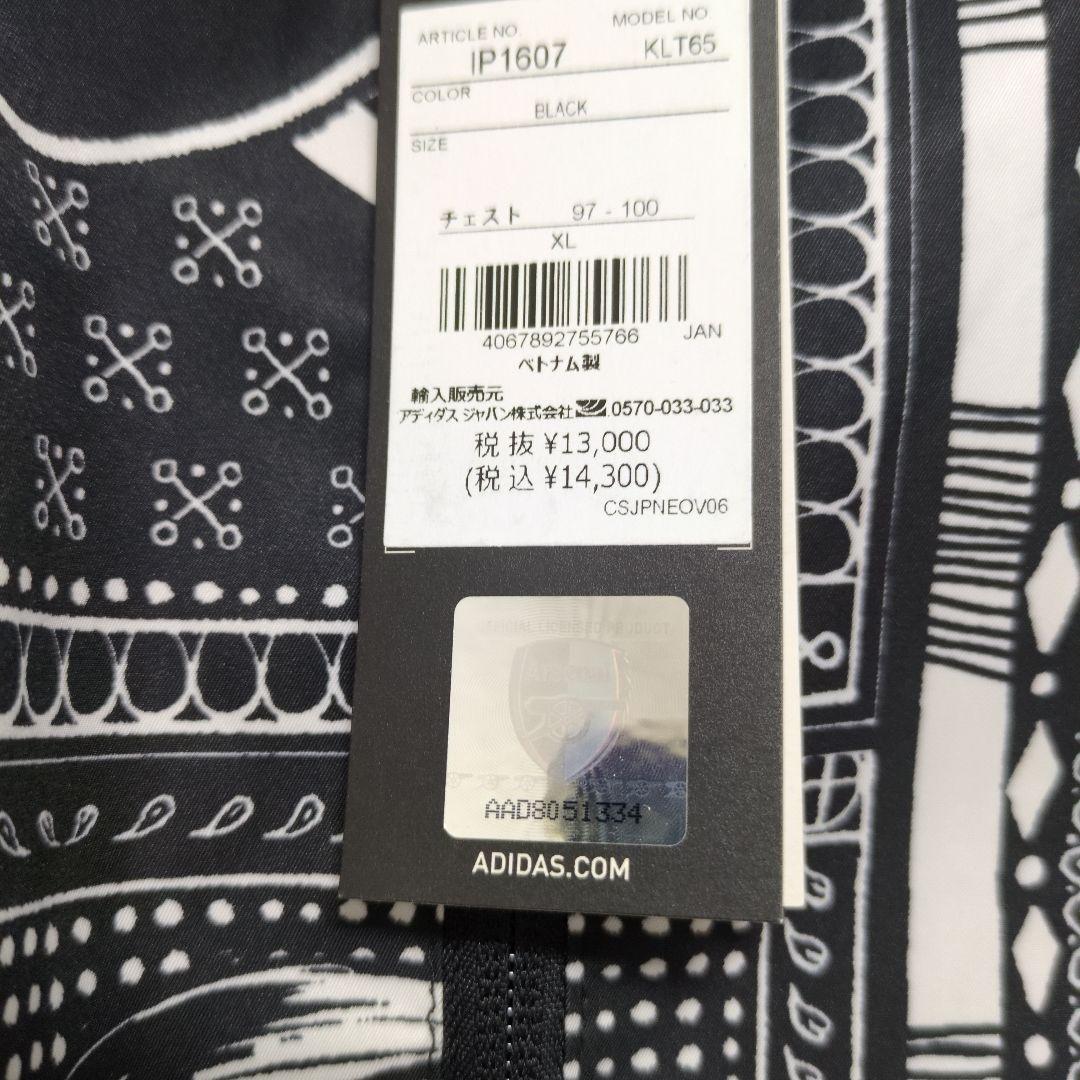 ARTICLE NO. MODEL NO.
IP1607 KLT65
COLOR
BLACK
SIZE
チェスト 97 - 100
XL
4067892755766 JAN
ベトナム製
輸入販売元
アディダス ジャパン株式会社 0570-033-033
税抜 ¥13,000
(税込 ¥14,300)
CSJPNEOV06
OFFICIAL LICENSED PRODUCT
Arsenal
AAD8051334
ADIDAS.COM